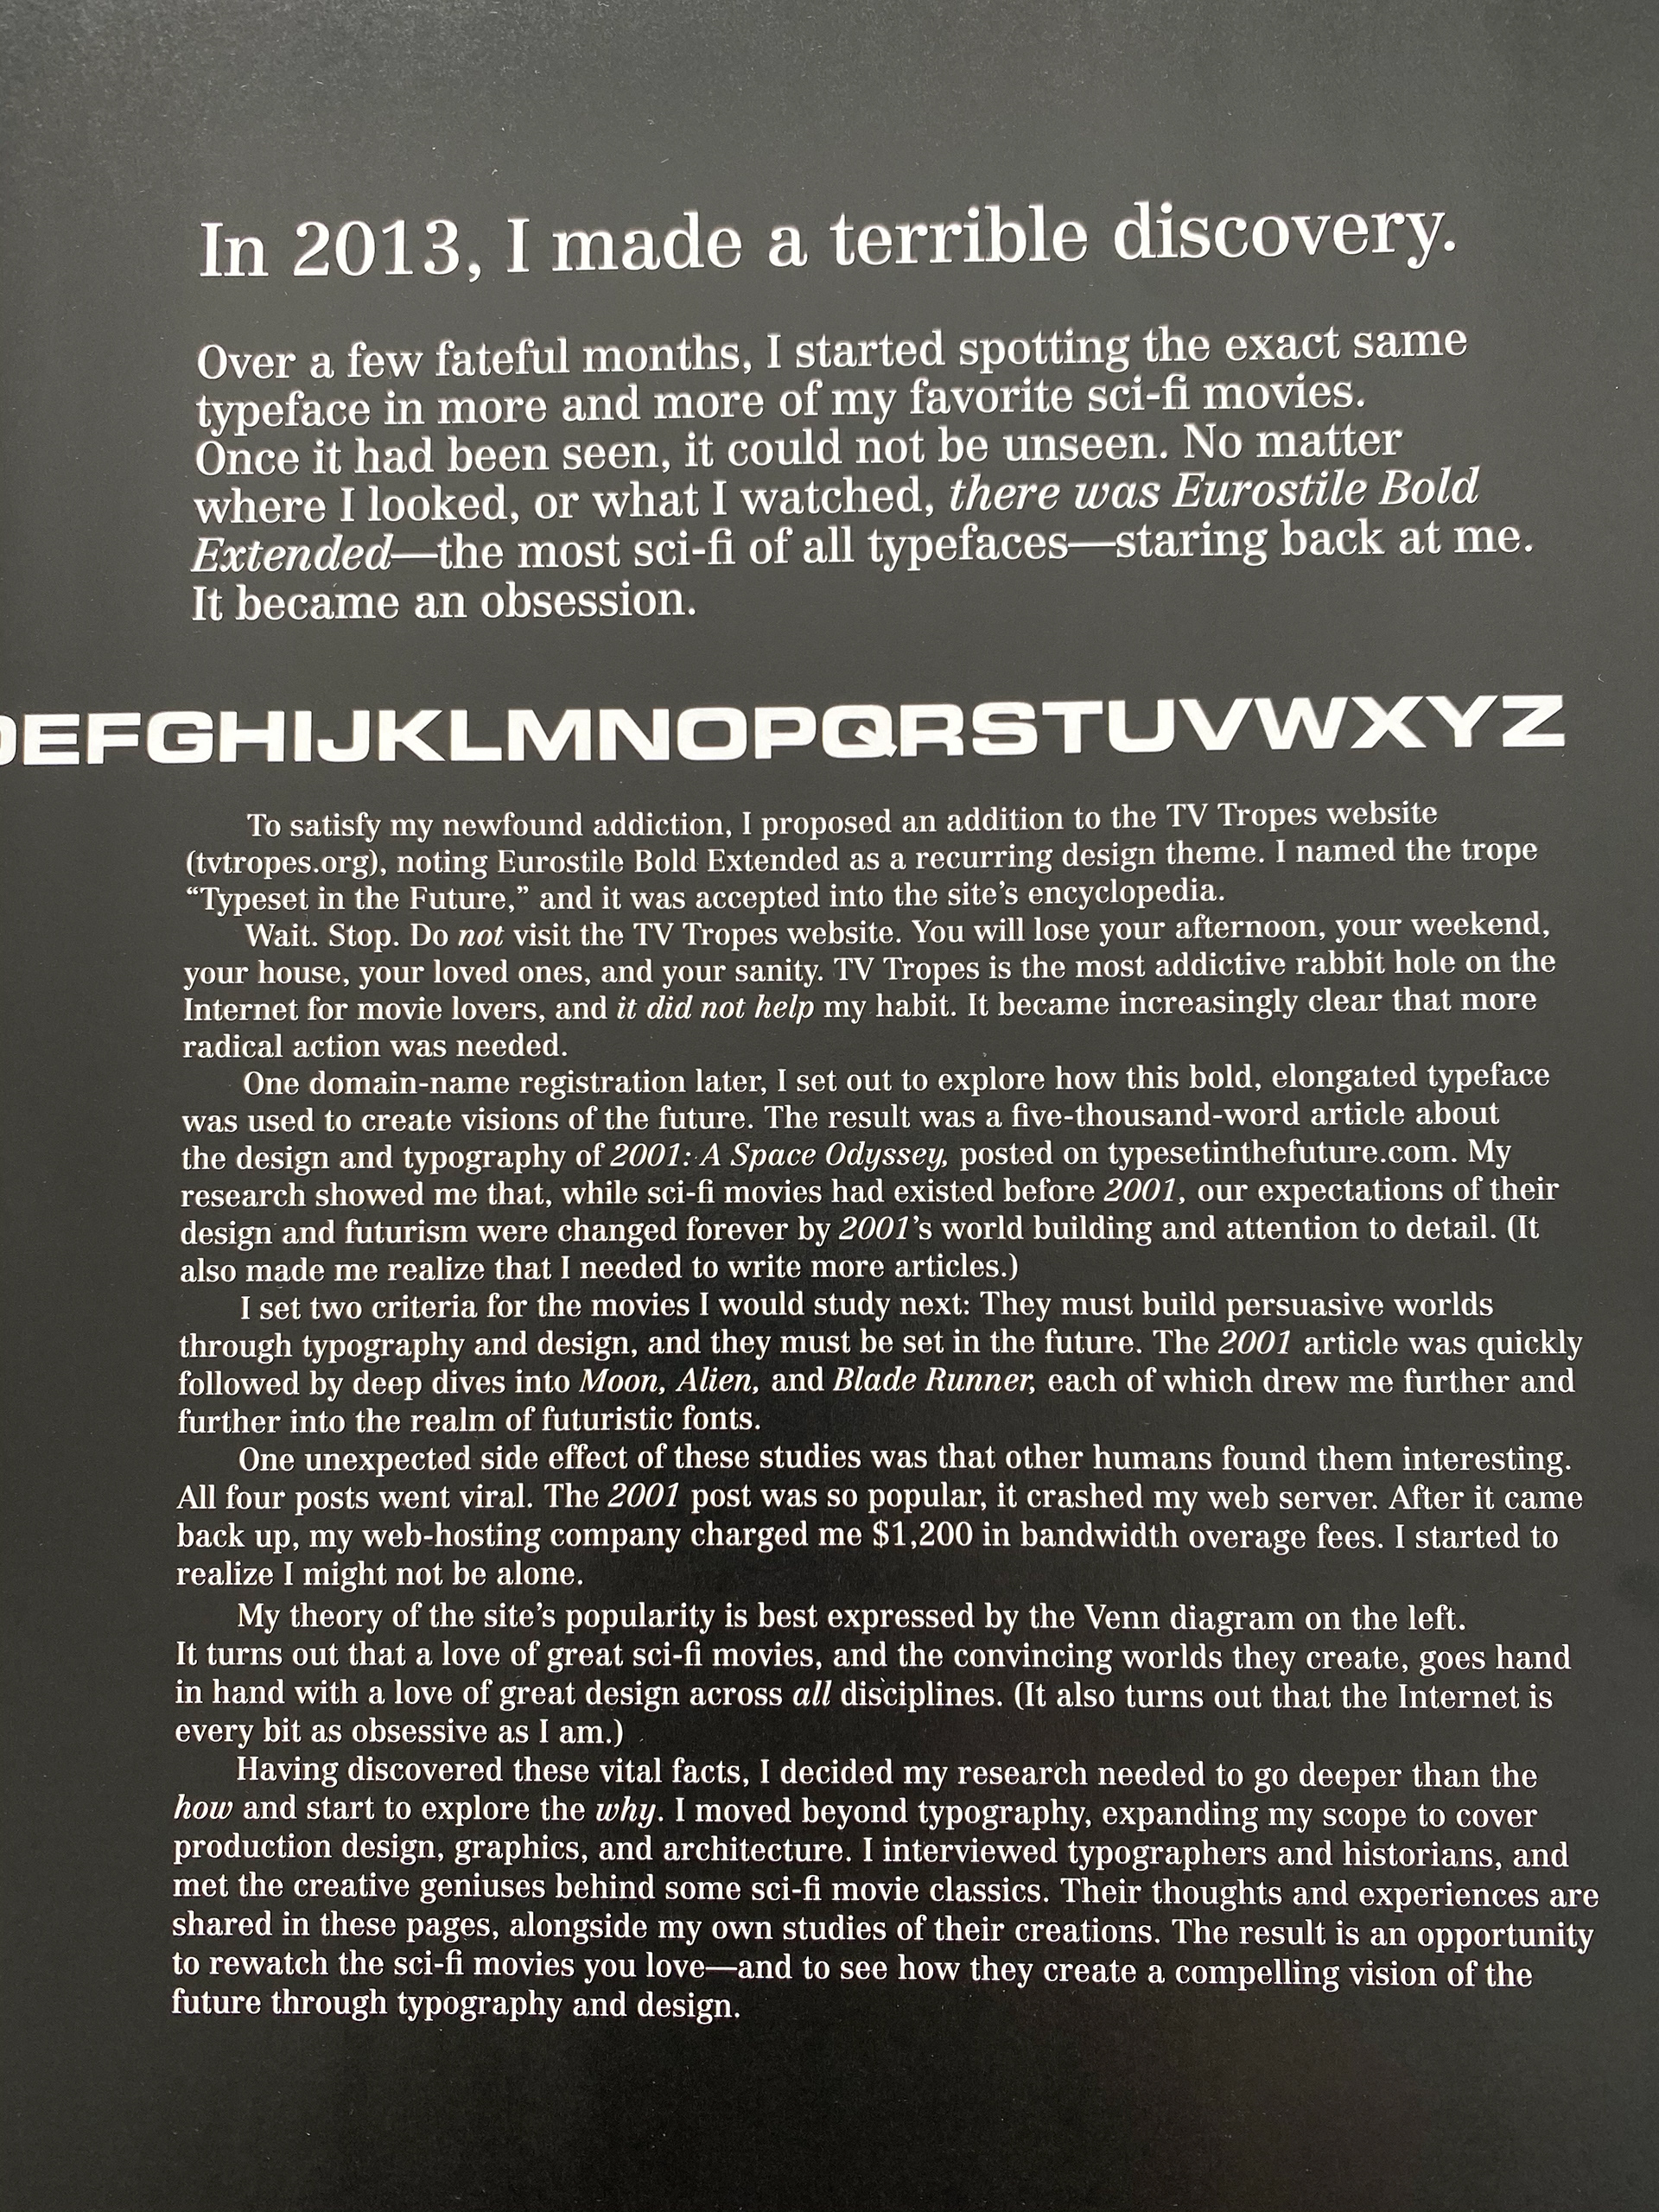 In 2013, I made a terrible discovery.
Over a few fateful months, I started spotting the exact same
typeface in more and more of my favorite sci-fi movies.
Once it had been seen, it could not be unseen. No matter
where I looked, or what I watched, there was Eurostile Bold
Extended—the most sci-fi of all typefaces—staring back at me.
It became an obsession.
DEFGHIJKLMNOPQRSTUVWXYZ
To satisfy my newfound addiction, I proposed an addition to the TV Tropes website
(tvtropes.org), noting Eurostile Bold Extended as a recurring design theme. I named the trope
“Typeset in the Future,” and it was accepted into the site’s encyclopedia.
Wait. Stop. Do not visit the TV Tropes website. You will lose your afternoon, your weekend,
your house, your loved ones, and your sanity. TV Tropes is the most addictive rabbit hole on the
Internet for movie lovers, and it did not help my habit. It became increasingly clear that more
radical action was needed.
One domain-name registration later, I set out to explore how this bold, elongated typeface
was used to create visions of the future. The result was a five-thousand-word article about
the design and typography of 2001: A Space Odyssey, posted on typesetinthefuture.com. My
research showed me that, while sci-fi movies had existed before 2001, our expectations of their
design and futurism were changed forever by 2001’s world building and attention to detail. (It
also made me realize that I needed to write more articles.)
I set two criteria for the movies I would study next: They must build persuasive worlds
through typography and design, and they must be set in the future. The 2001 article was quickly
followed by deep dives into Moon, Alien, and Blade Runner, each of which drew me further and
further into the realm of futuristic fonts.
One unexpected side effect of these studies was that other humans found them interesting.
All four posts went viral. The 2001 post was so popular, it crashed my web server. After it came
back up, my web-hosting company charged me $1,200 in bandwidth overage fees. I started to
realize I might not be alone.
My theory of the site’s popularity is best expressed by the Venn diagram on the left.
It turns out that a love of great sci-fi movies, and the convincing worlds they create, goes hand
in hand with a love of great design across all disciplines. (It also turns out that the Internet is
every bit as obsessive as I am.)
Having discovered these vital facts, I decided my research needed to go deeper than the
how and start to explore the why. I moved beyond typography, expanding my scope to cover
production design, graphics, and architecture. I interviewed typographers and historians, and
met the creative geniuses behind some sci-fi movie classics. Their thoughts and experiences are
shared in these pages, alongside my own studies of their creations. The result is an opportunity
to rewatch the sci-fi movies you love—and to see how they create a compelling vision of the
future through typography and design.